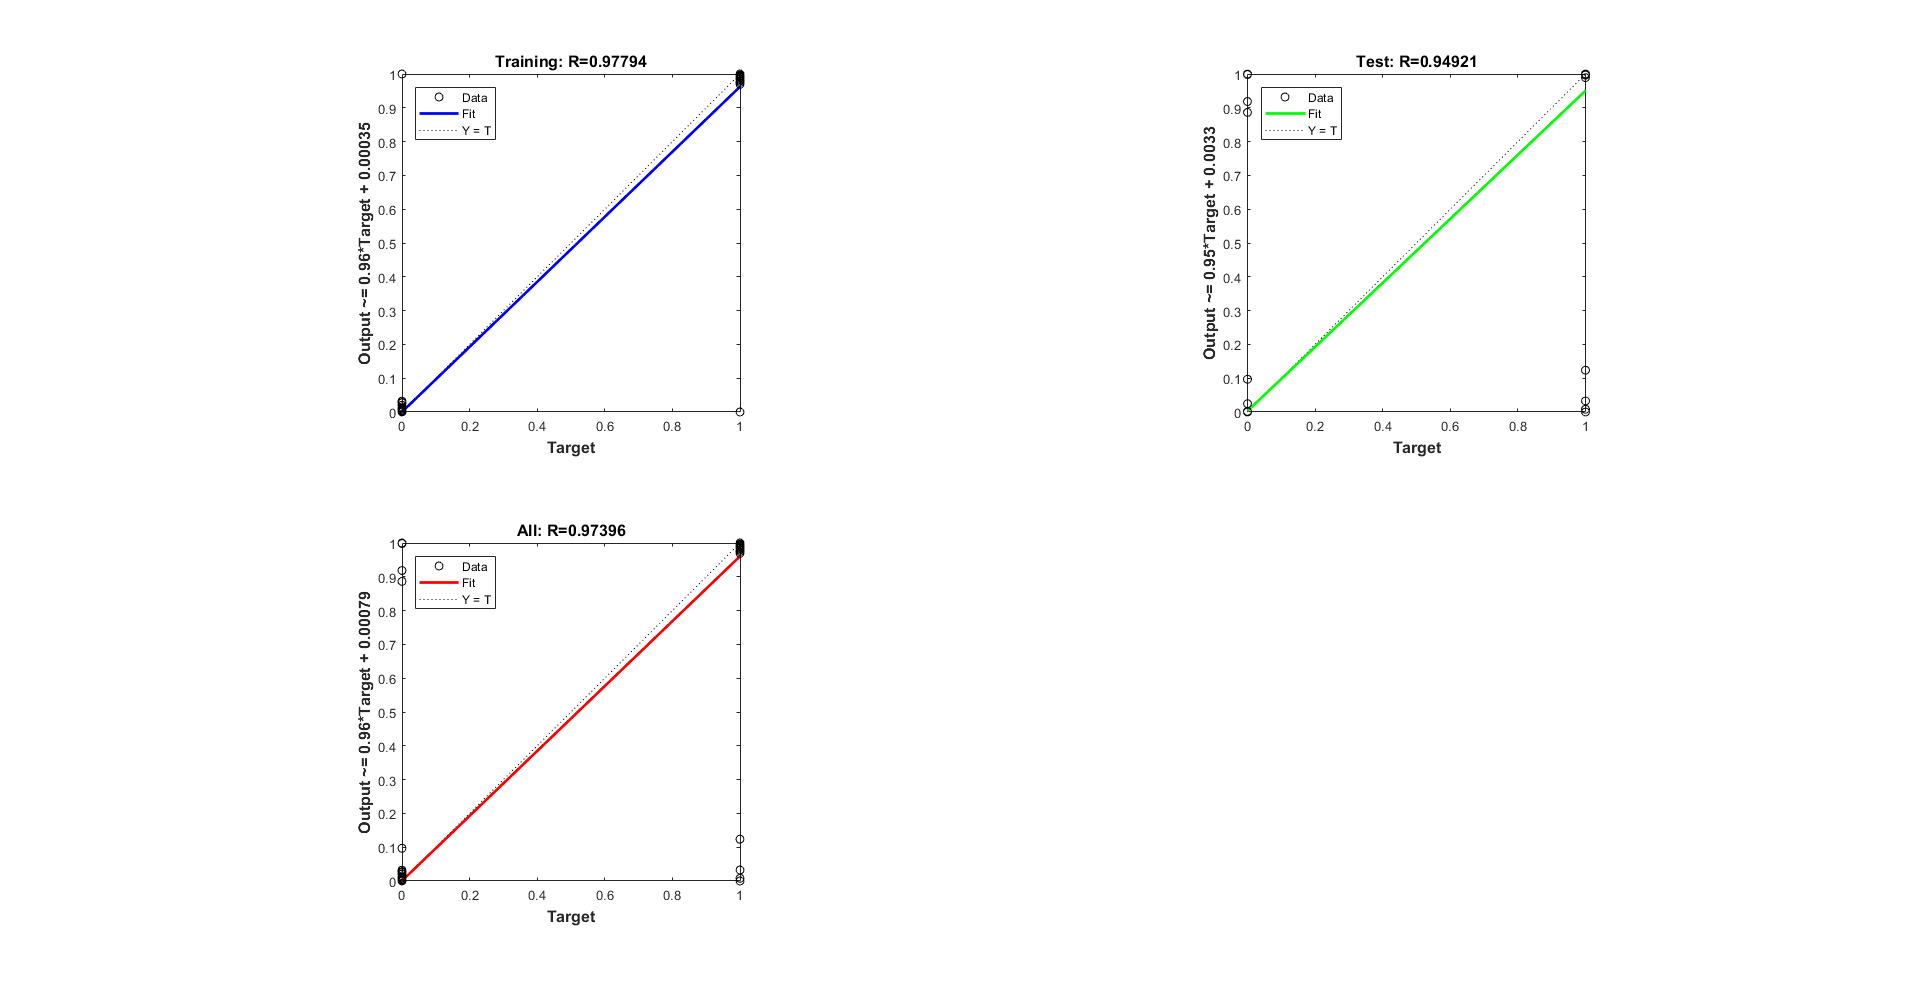 Training: R=0.97794
Output ~= 0.96*Target + 0.00035
1
0.9
0.8
0.7
0.6
0.5
0.4
0.3
0.2
0.1
0
Data
Fit
Y = T
0 0.2 0.4 0.6 0.8 1
Target
Test: R=0.94921
Output ~= 0.95*Target + 0.0033
1
0.9
0.8
0.7
0.6
0.5
0.4
0.3
0.2
0.1
0
Data
Fit
Y = T
0 0.2 0.4 0.6 0.8 1
Target
All: R=0.97396
Output ~= 0.96*Target + 0.00079
1
0.9
0.8
0.7
0.6
0.5
0.4
0.3
0.2
0.1
0
Data
Fit
Y = T
0 0.2 0.4 0.6 0.8 1
Target